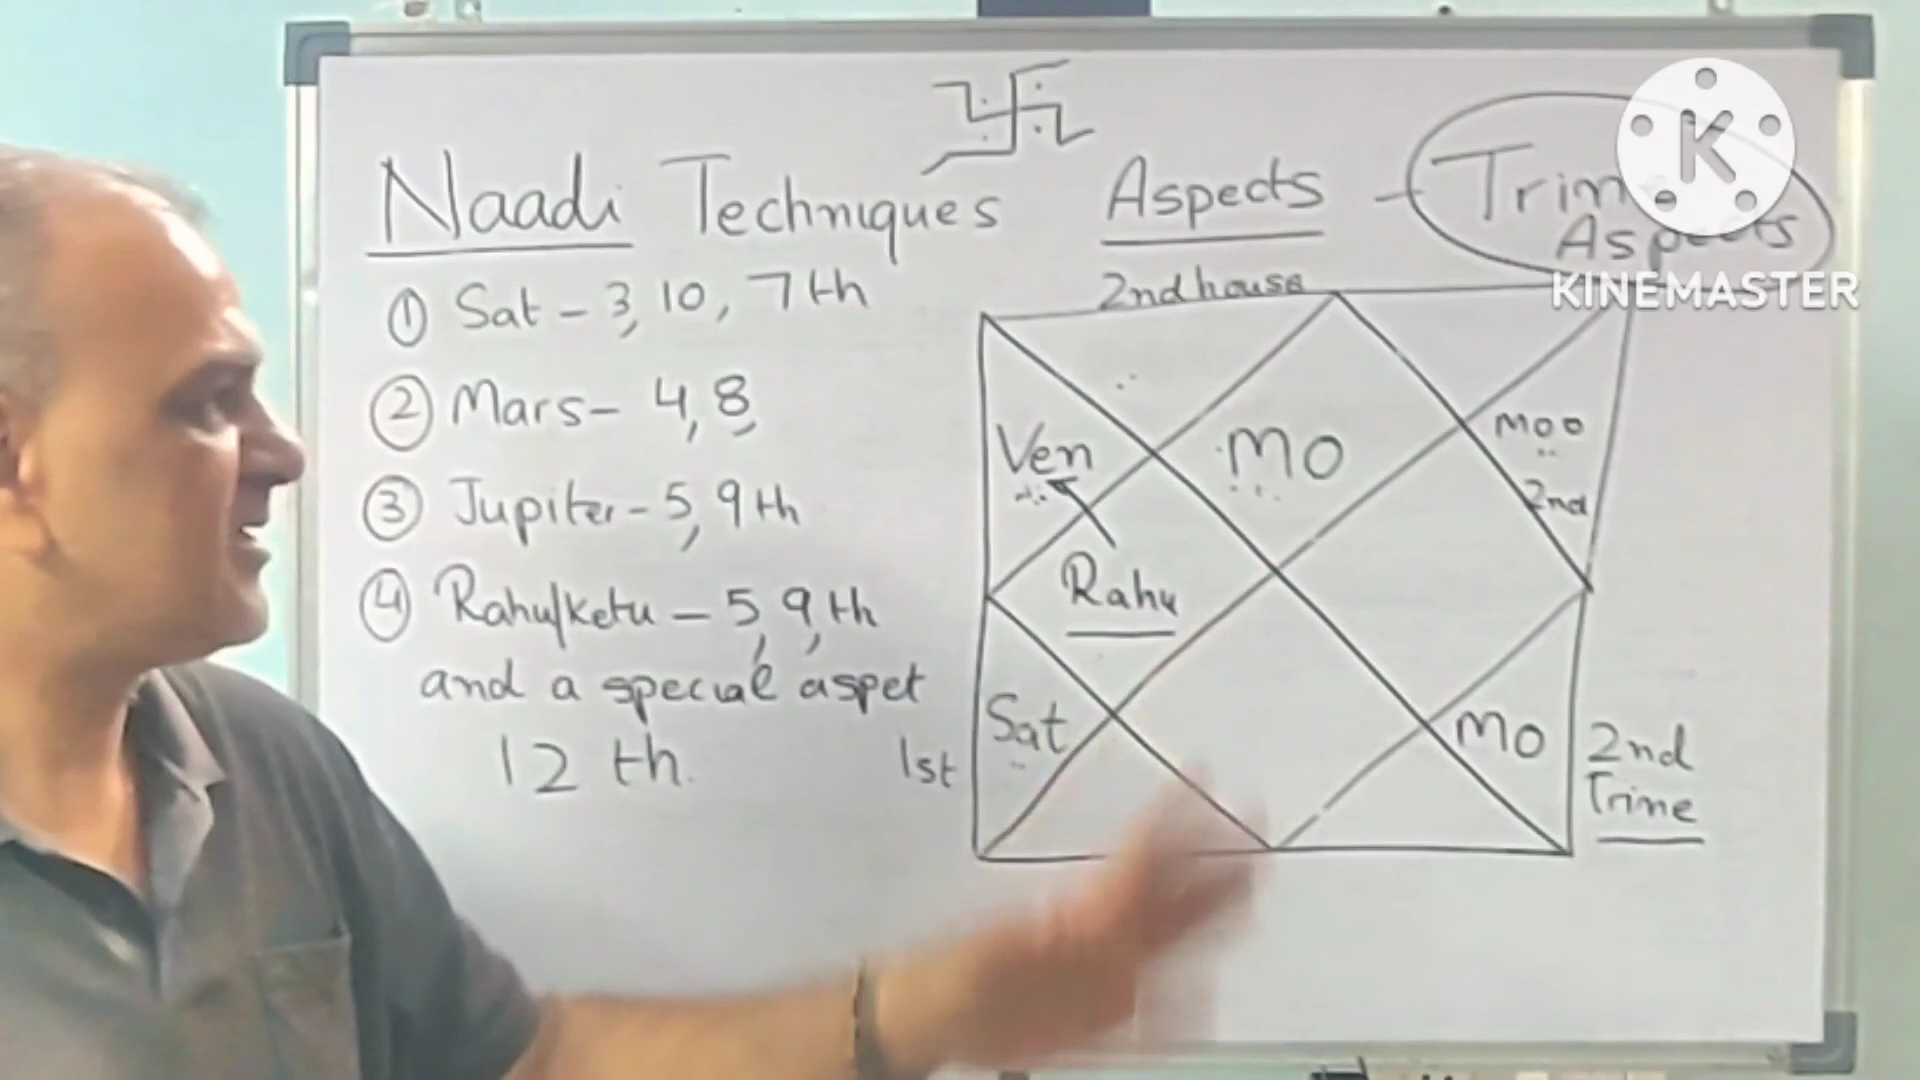 Naadi Techniques
Aspects -
Aspects
① Sat - 3, 10, 7th
② Mars - 4, 8,
③ Jupiter - 5, 9th
④ Rahu/ketu - 5, 9, th
and a special aspet
12 th.
2nd house
Ven
Mo
Moo
2nd
Rahu
Sat
1st
Mo
2nd
Trine
K
KINEMASTER